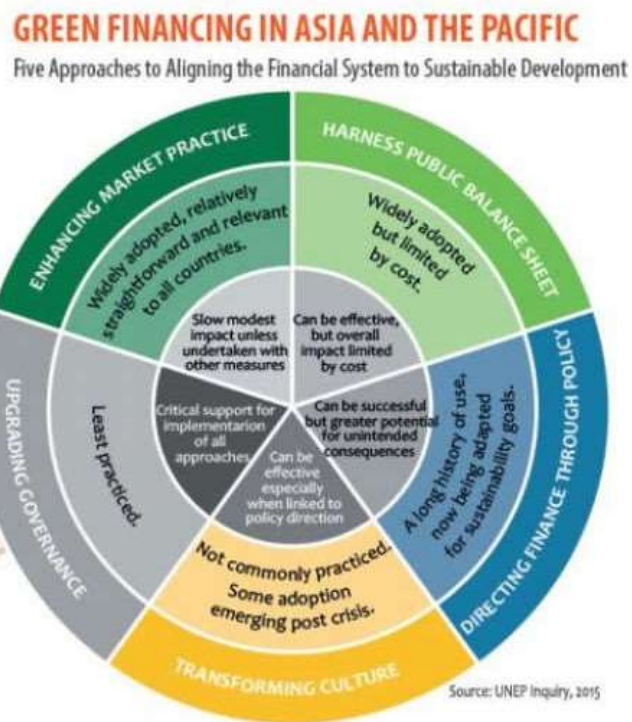 GREEN FINANCING IN ASIA AND THE PACIFIC
Five Approaches to Aligning the Financial System to Sustainable Development
ENHANCING MARKET PRACTICE
Widely adopted, relatively
straightforward and relevant
to all countries.
Slow modest
impact unless
undertaken with
other measures
HARNESS PUBLIC BALANCE SHEET
Widely adopted
but limited
by cost.
Can be effective,
but overall
impact limited
by cost
DIRECTING FINANCE THROUGH POLICY
A long history of use,
now being adapted
for sustainability goals.
Can be successful
but greater potential
for unintended
consequences
TRANSFORMING CULTURE
Not commonly practiced.
Some adoption
emerging post crisis.
Can be
effective
especially
when linked to
policy direction
UPGRADING GOVERNANCE
Least practiced.
Critical support for
implementarion
of all
approaches
Source: UNEP Inquiry, 2015